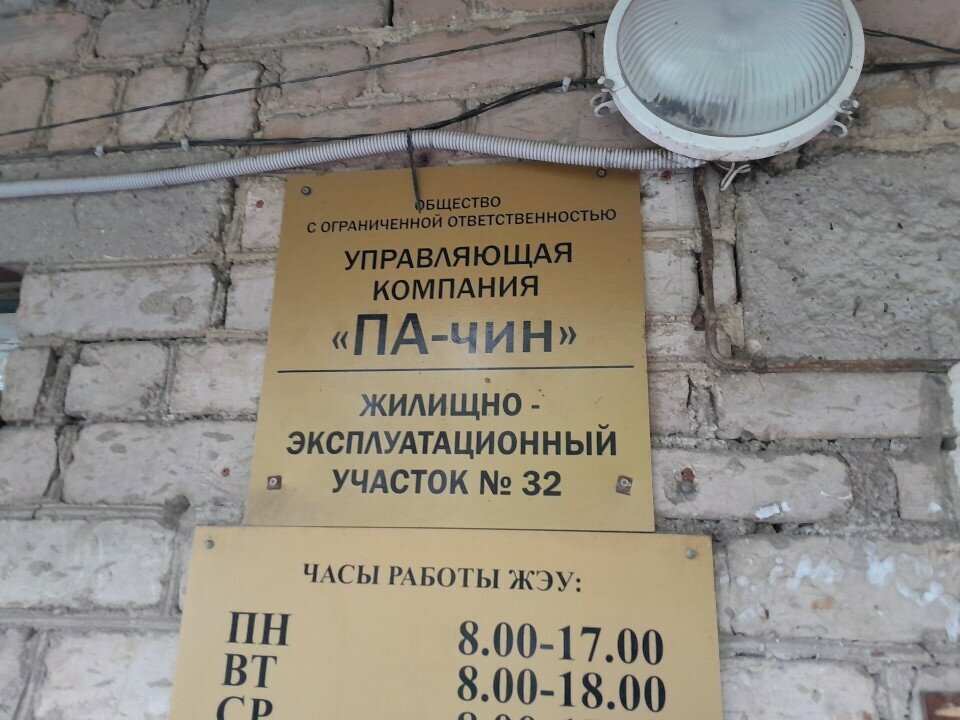 ОБЩЕСТВО
С ОГРАНИЧЕННОЙ ОТВЕТСТВЕННОСТЬЮ
УПРАВЛЯЮЩАЯ
КОМПАНИЯ
«ПА-ЧИН»
ЖИЛИЩНО -
ЭКСПЛУАТАЦИОННЫЙ
УЧАСТОК № 32
ЧАСЫ РАБОТЫ ЖЭУ:
ПН 8.00-17.00
ВТ 8.00-18.00
СР